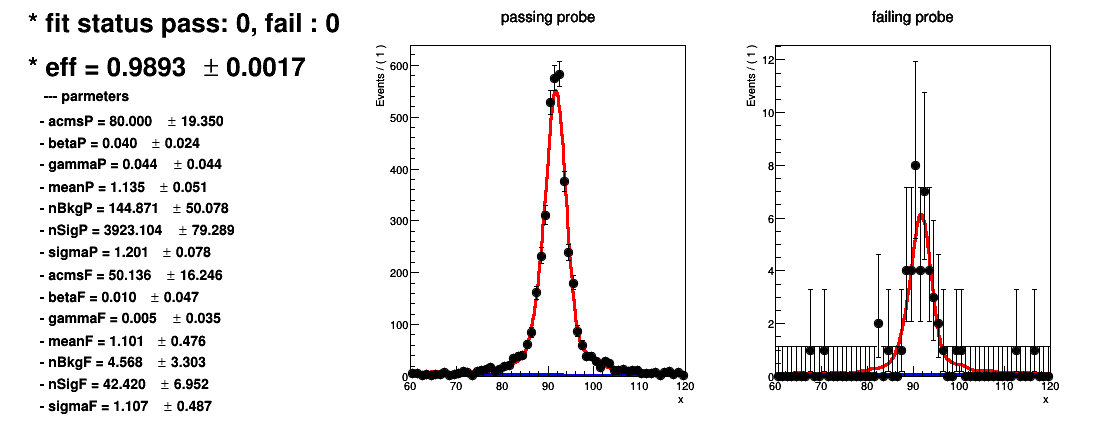 * fit status pass: 0, fail : 0
* eff = 0.9893 ± 0.0017
--- parmeters
- acmsP = 80.000 ± 19.350
- betaP = 0.040 ± 0.024
- gammaP = 0.044 ± 0.044
- meanP = 1.135 ± 0.051
- nBkgP = 144.871 ± 50.078
- nSigP = 3923.104 ± 79.289
- sigmaP = 1.201 ± 0.078
- acmsF = 50.136 ± 16.246
- betaF = 0.010 ± 0.047
- gammaF = 0.005 ± 0.035
- meanF = 1.101 ± 0.476
- nBkgF = 4.568 ± 3.303
- nSigF = 42.420 ± 6.952
- sigmaF = 1.107 ± 0.487
passing probe
Events / ( 1 )
600
500
400
300
200
100
0
60 70 80 90 100 110 120
x
failing probe
Events / ( 1 )
12
10
8
6
4
2
0
60 70 80 90 100 110 120
x